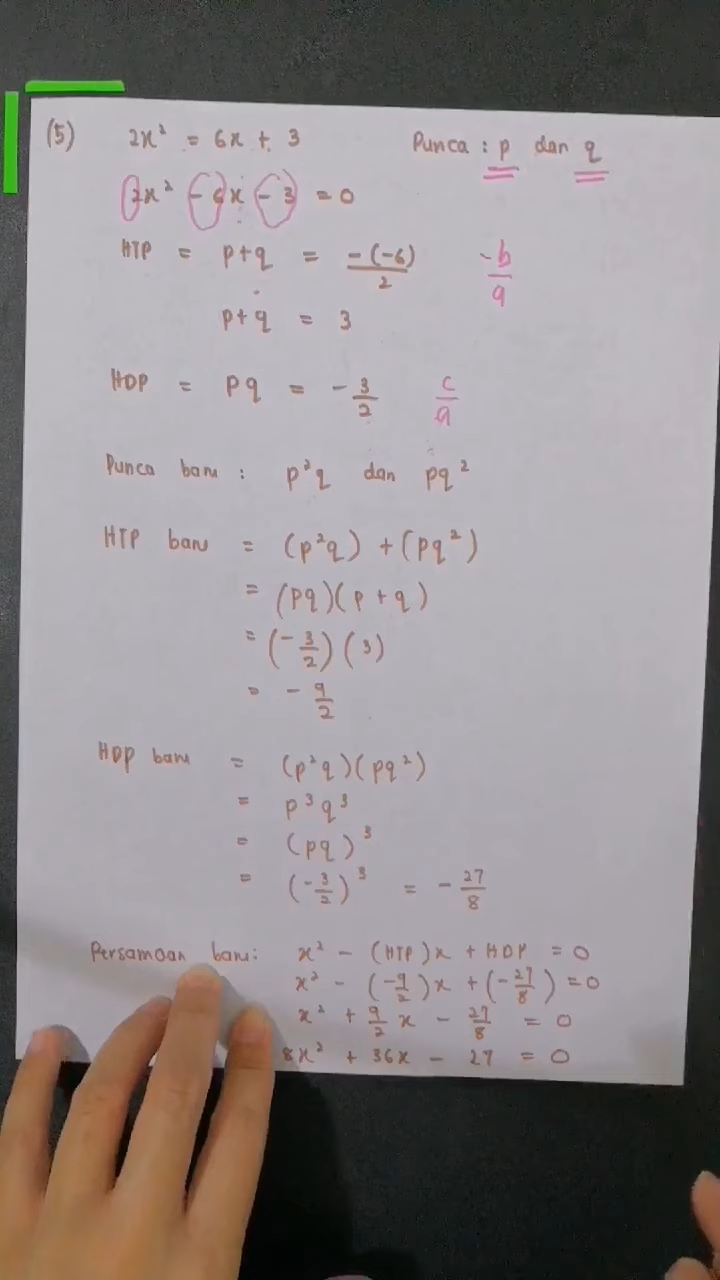 (5) 2x² = 6x + 3 Punca : p dan q
2x² - 6x - 3 = 0
HTP = p+q = -(-6)/2 -b/a
p+q = 3
HDP = pq = -3/2 c/a
Punca baru : p²q dan pq²
HTP baru = (p²q) + (pq²)
= (pq)(p + q)
= (-3/2)(3)
= -9/2
HDP baru = (p²q)(pq²)
= p³q³
= (pq)³
= (-3/2)³ = -27/8
Persamaan baru: x² - (HTP)x + HDP = 0
x² - (-9/2)x + (-27/8) = 0
x² + 9/2 x - 27/8 = 0
8x² + 36x - 27 = 0